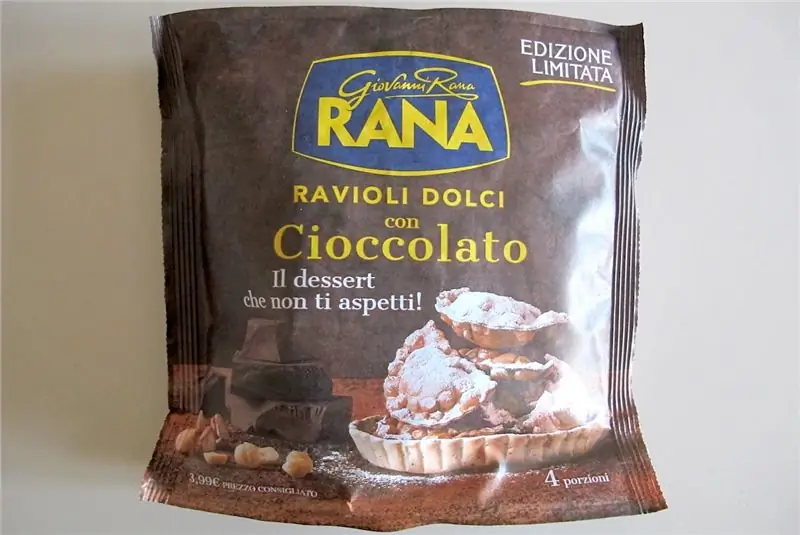 EDIZIONE
LIMITATA
Giovanni Rana
RANA
RAVIOLI DOLCI
con
Cioccolato
Il dessert
che non ti aspetti!
3,99€ PREZZO CONSIGLIATO
4 porzioni